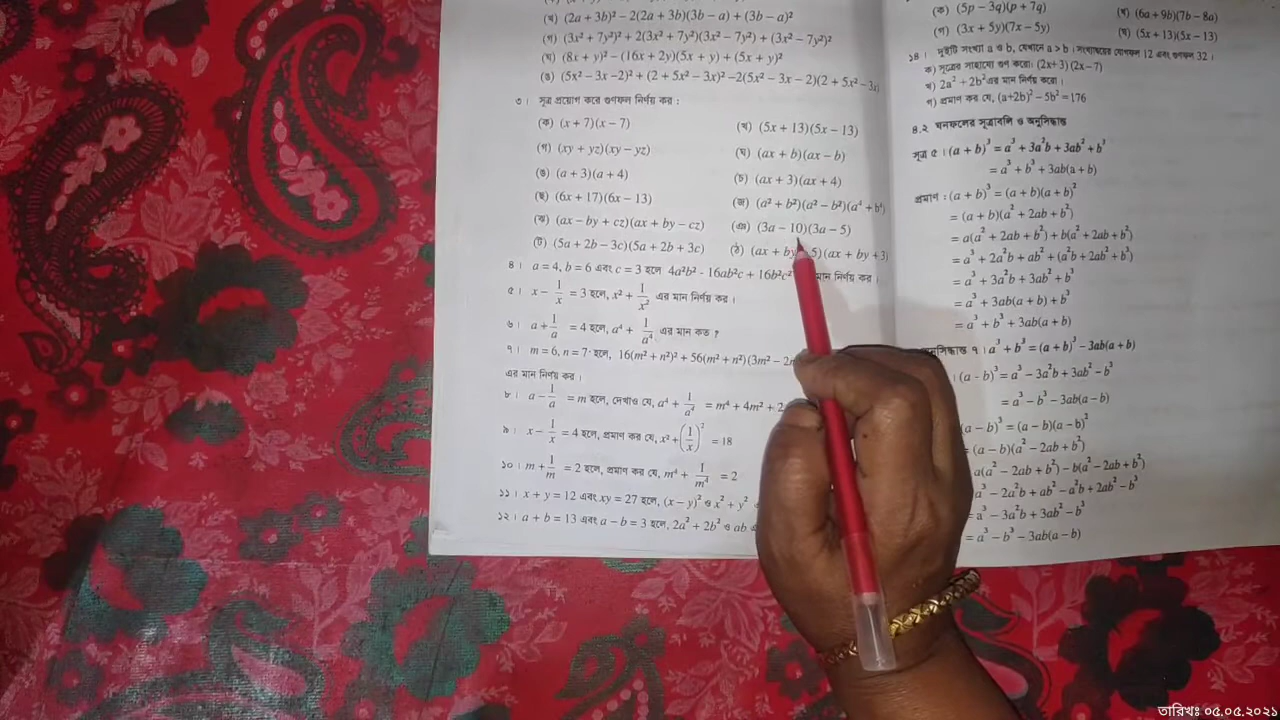 (খ) (2a + 3b)² − 2(2a + 3b)(3b − a) + (3b − a)²
(গ) (3x² + 7y²)² + 2(3x² + 7y²)(3x² − 7y²) + (3x² − 7y²)²
(ঘ) (8x + y)² − (16x + 2y)(5x + y) + (5x + y)²
(ঙ) (5x² − 3x − 2)² + (2 + 5x² − 3x)² − 2(5x² − 3x − 2)(2 + 5x² − 3x)
৩। সূত্র প্রয়োগ করে গুণফল নির্ণয় কর :
(ক) (x + 7)(x − 7) (খ) (5x + 13)(5x − 13)
(গ) (xy + yz)(xy − yz) (ঘ) (ax + b)(ax − b)
(ঙ) (a + 3)(a + 4) (চ) (ax + 3)(ax + 4)
(ছ) (6x + 17)(6x − 13) (জ) (a² + b²)(a² − b²)(a⁴ + b⁴)
(ঝ) (ax − by + cz)(ax + by − cz) (ঞ) (3a − 10)(3a − 5)
(ট) (5a + 2b − 3c)(5a + 2b + 3c) (ঠ) (ax + by 5)(ax + by + 3)
৪। a = 4, b = 6 এবং c = 3 হলে 4a²b² − 16ab²c + 16b²c² মান নির্ণয় কর।
৫। x − 1/x = 3 হলে, x² + 1/x² এর মান নির্ণয় কর।
৬। a + 1/a = 4 হলে, a⁴ + 1/a⁴ এর মান কত ?
৭। m = 6, n = 7 হলে, 16(m² + n²)² + 56(m² + n²)(3m² − 2n
এর মান নির্ণয় কর।
৮। a − 1/a = m হলে, দেখাও যে, a⁴ + 1/a⁴ = m⁴ + 4m² + 2
৯। x − 1/x = 4 হলে, প্রমাণ কর যে, x² + (1/x)² = 18
১০। m + 1/m = 2 হলে, প্রমাণ কর যে, m⁴ + 1/m⁴ = 2
১১। x + y = 12 এবং xy = 27 হলে, (x − y)² ও x² + y²
১২। a + b = 13 এবং a − b = 3 হলে, 2a² + 2b² ও ab
(ক) (5p − 3q)(p + 7q) (খ) (6a + 9b)(7b − 8a)
(গ) (3x + 5y)(7x − 5y) (ঘ) (5x + 13)(5x − 13)
১৪। দুইটি সংখ্যা a ও b, যেখানে a > b। সংখ্যাদ্বয়ের যোগফল 12 এবং গুণফল 32।
ক) সূত্রের সাহায্যে গুণ করো। (2x+3)(2x−7)
খ) 2a² + 2b² এর মান নির্ণয় করো।
গ) প্রমাণ কর যে, (a+2b)² − 5b² = 176
৪.২ ঘনফলের সূত্রাবলি ও অনুসিদ্ধান্ত
সূত্র ৫। (a + b)³ = a³ + 3a²b + 3ab² + b³
= a³ + b³ + 3ab(a + b)
প্রমাণ : (a + b)³ = (a + b)(a + b)²
= (a + b)(a² + 2ab + b²)
= a(a² + 2ab + b²) + b(a² + 2ab + b²)
= a³ + 2a²b + ab² + (a²b + 2ab² + b³)
= a³ + 3a²b + 3ab² + b³
= a³ + 3ab(a + b) + b³
= a³ + b³ + 3ab(a + b)
অনুসিদ্ধান্ত ৭। a³ + b³ = (a + b)³ − 3ab(a + b)
। (a − b)³ = a³ − 3a²b + 3ab² − b³
= a³ − b³ − 3ab(a − b)
(a − b)³ = (a − b)(a − b)²
= (a − b)(a² − 2ab + b²)
a(a² − 2ab + b²) − b(a² − 2ab + b²)
a³ − 2a²b + ab² − a²b + 2ab² − b³
= a³ − 3a²b + 3ab² − b³
= a³ − b³ − 3ab(a − b)
তারিখঃ ০৫.০৫.২০২১